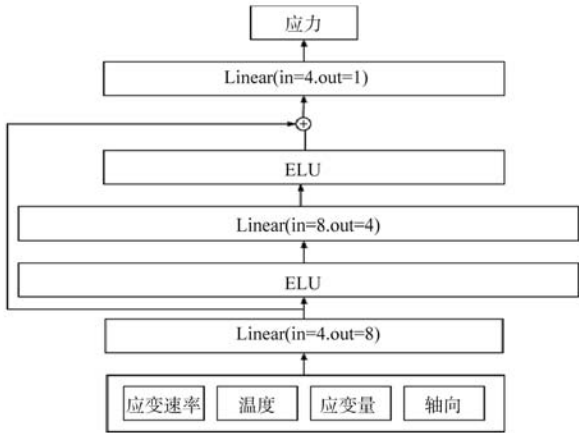 应力
Linear(in=4.out=1)
ELU
Linear(in=8.out=4)
ELU
Linear(in=4.out=8)
应变速率 温度 应变量 轴向